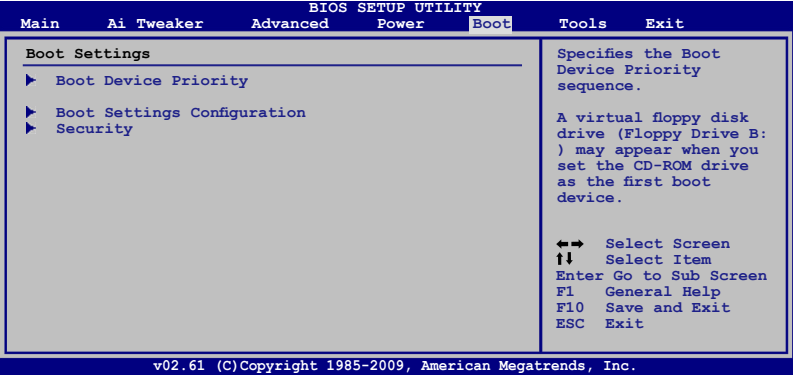 BIOS SETUP UTILITY
Main Ai Tweaker Advanced Power Boot Tools Exit
Boot Settings
Boot Device Priority
Boot Settings Configuration
Security
Specifies the Boot
Device Priority
sequence.
A virtual floppy disk
drive (Floppy Drive B:
) may appear when you
set the CD-ROM drive
as the first boot
device.
←→ Select Screen
↑↓ Select Item
Enter Go to Sub Screen
F1 General Help
F10 Save and Exit
ESC Exit
v02.61 (C)Copyright 1985-2009, American Megatrends, Inc.